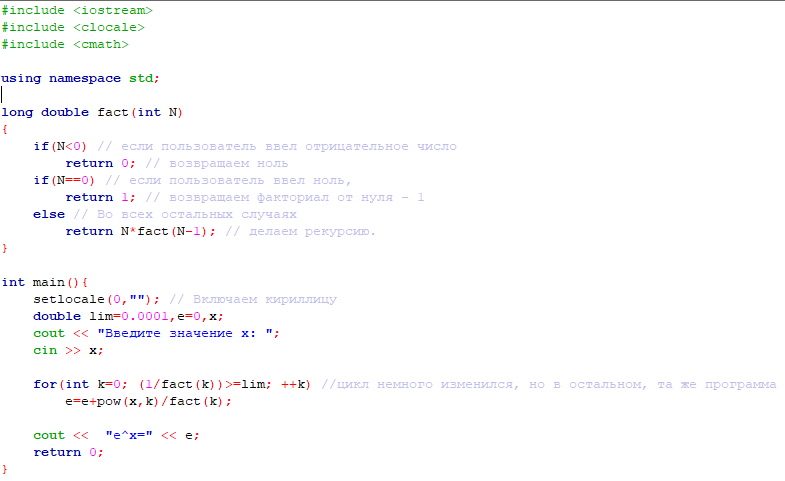 #include <iostream>
#include <clocale>
#include <cmath>
using namespace std;
long double fact(int N)
{
if(N<0) // если пользователь ввел отрицательное число
return 0; // возвращаем ноль
if(N==0) // если пользователь ввел ноль,
return 1; // возвращаем факториал от нуля - 1
else // Во всех остальных случаях
return N*fact(N-1); // делаем рекурсию.
}
int main(){
setlocale(0,""); // Включаем кириллицу
double lim=0.0001,e=0,x;
cout << "Введите значение x: ";
cin >> x;
for(int k=0; (1/fact(k))>=lim; ++k) //цикл немного изменился, но в остальном, та же программа
e=e+pow(x,k)/fact(k);
cout <<  "e^x=" << e;
return 0;
}